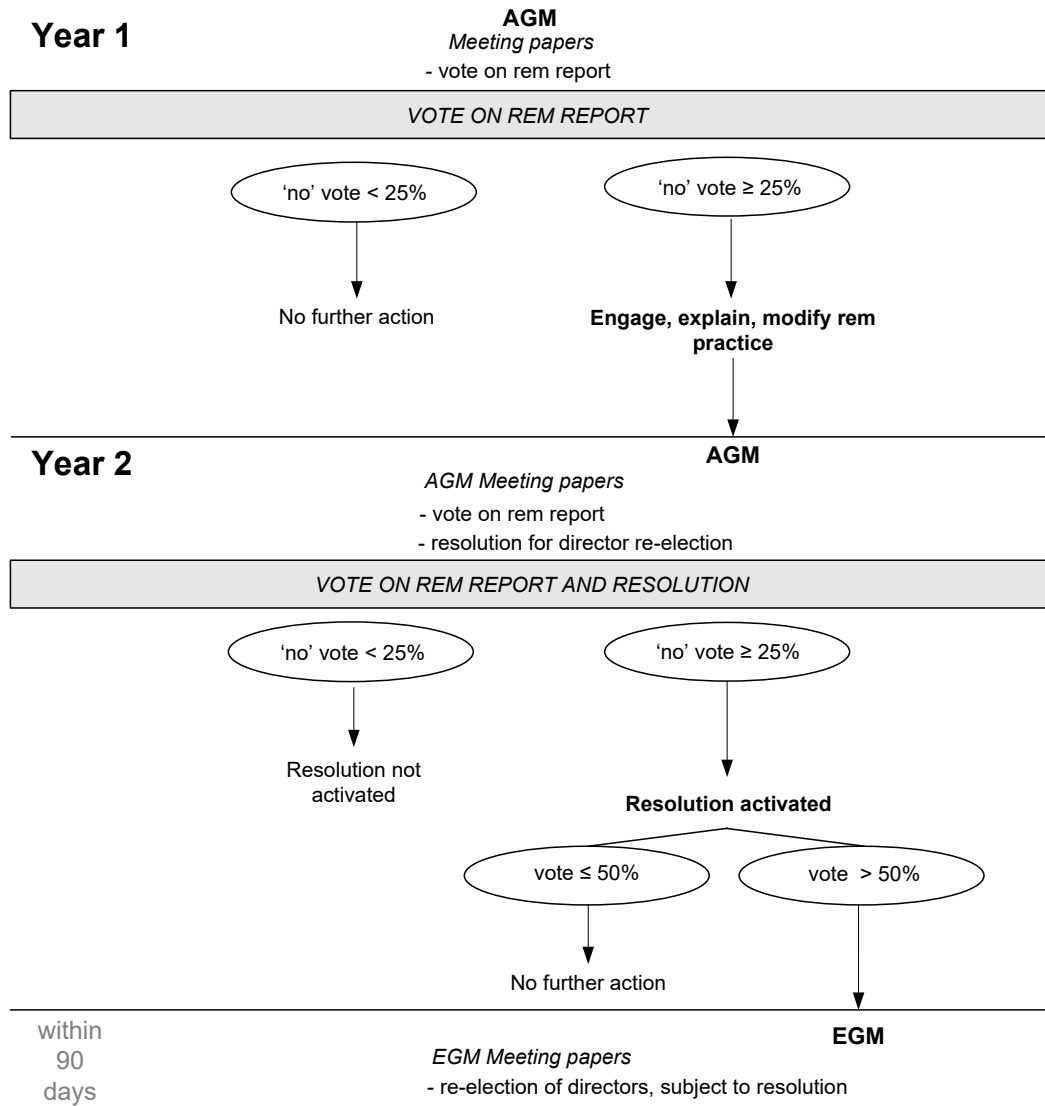 Year 1
AGM
Meeting papers
- vote on rem report
VOTE ON REM REPORT
‘no’ vote < 25%
‘no’ vote ≥ 25%
No further action
Engage, explain, modify rem
practice
Year 2
AGM
AGM Meeting papers
- vote on rem report
- resolution for director re-election
VOTE ON REM REPORT AND RESOLUTION
‘no’ vote < 25%
‘no’ vote ≥ 25%
Resolution not
activated
Resolution activated
vote ≤ 50%
vote > 50%
No further action
within
90
days
EGM
EGM Meeting papers
- re-election of directors, subject to resolution